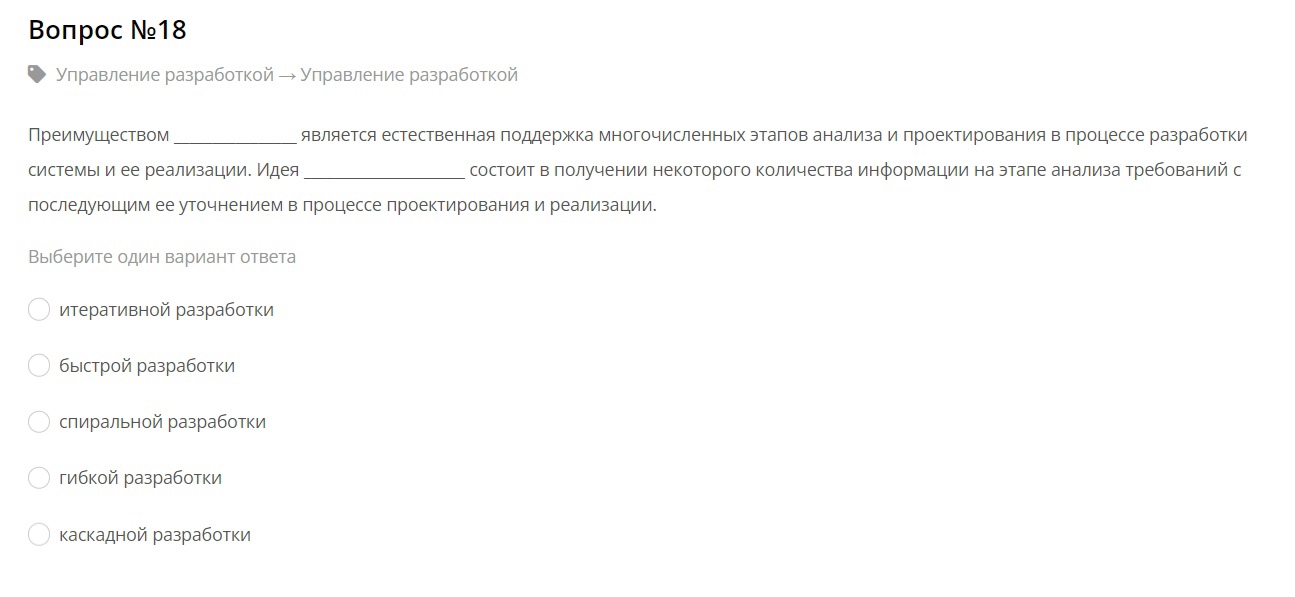 Вопрос №18
Управление разработкой → Управление разработкой
Преимуществом ______________ является естественная поддержка многочисленных этапов анализа и проектирования в процессе разработки
системы и ее реализации. Идея __________________ состоит в получении некоторого количества информации на этапе анализа требований с
последующим ее уточнением в процессе проектирования и реализации.
Выберите один вариант ответа
итеративной разработки
быстрой разработки
спиральной разработки
гибкой разработки
каскадной разработки